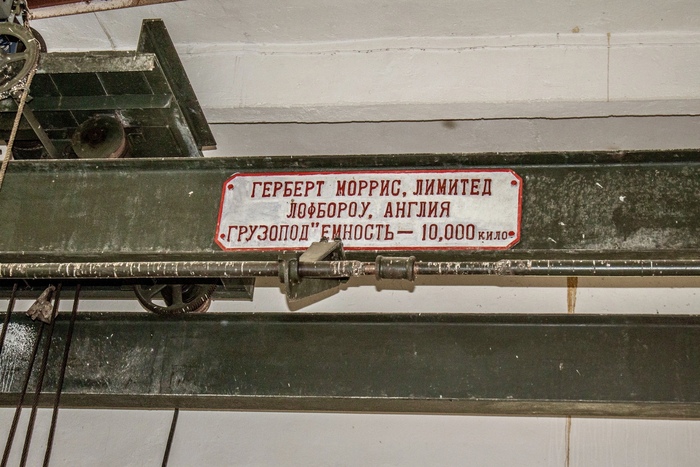 ГЕРБЕРТ МОРРИС, ЛИМИТЕД
ЛОФБОРОУ, АНГЛИЯ
ГРУЗОПОД"ЕМНОСТЬ — 10,000 КИЛО